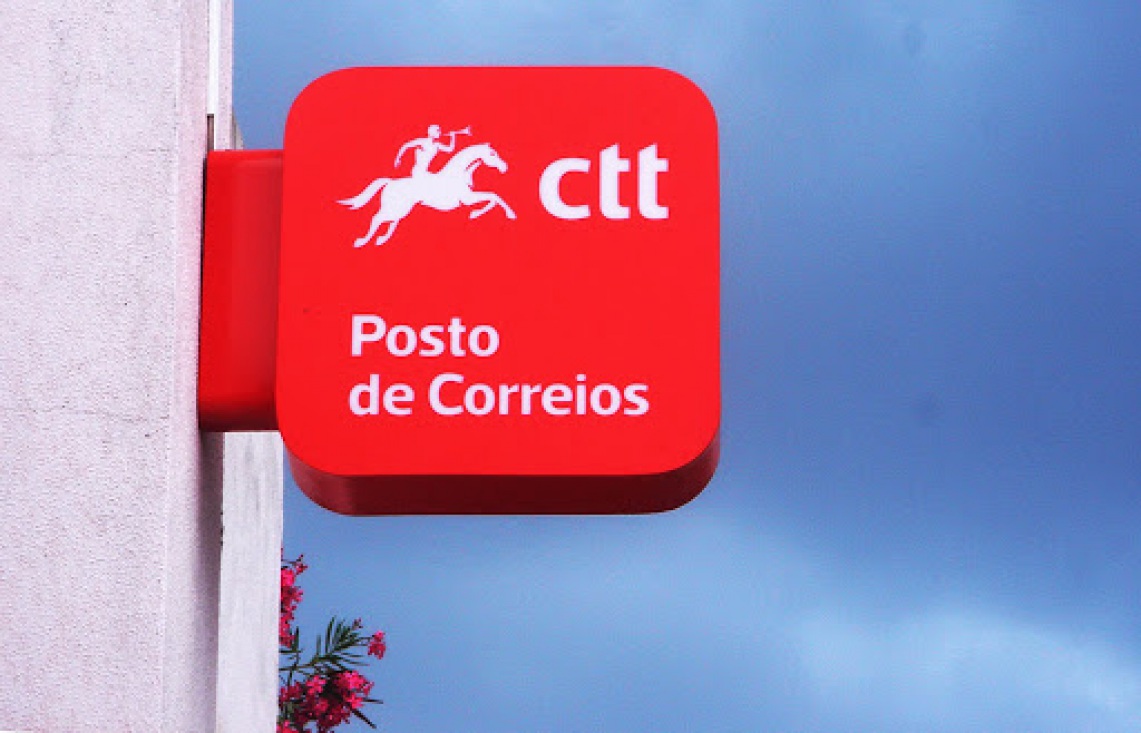 ctt
Posto
de Correios